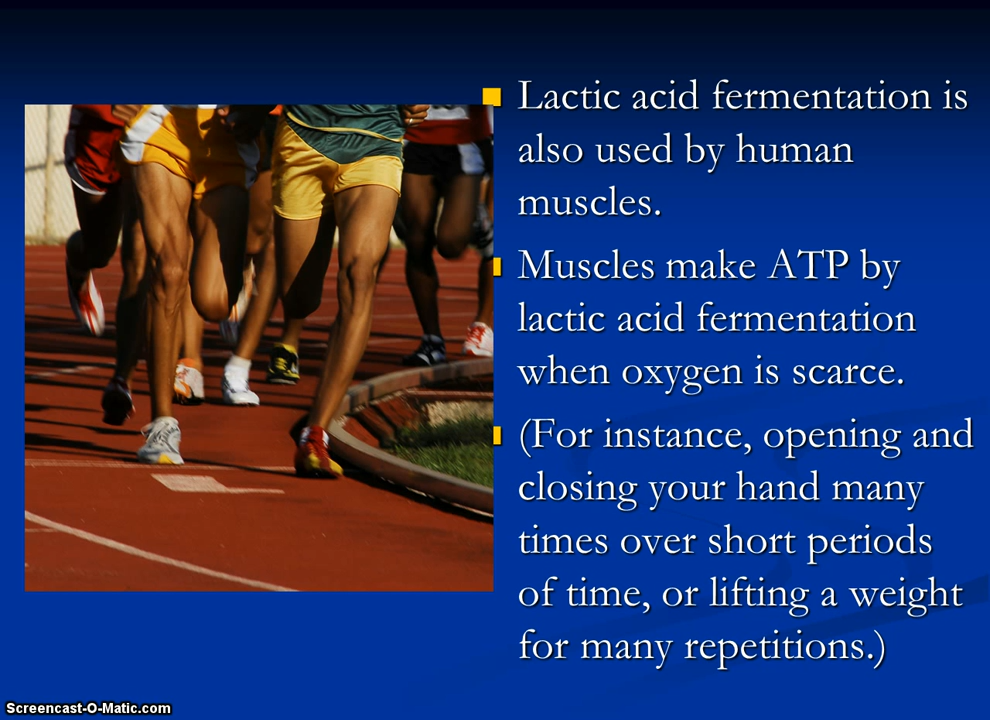 Lactic acid fermentation is
also used by human
muscles.
Muscles make ATP by
lactic acid fermentation
when oxygen is scarce.
(For instance, opening and
closing your hand many
times over short periods
of time, or lifting a weight
for many repetitions.)
Screencast-O-Matic.com